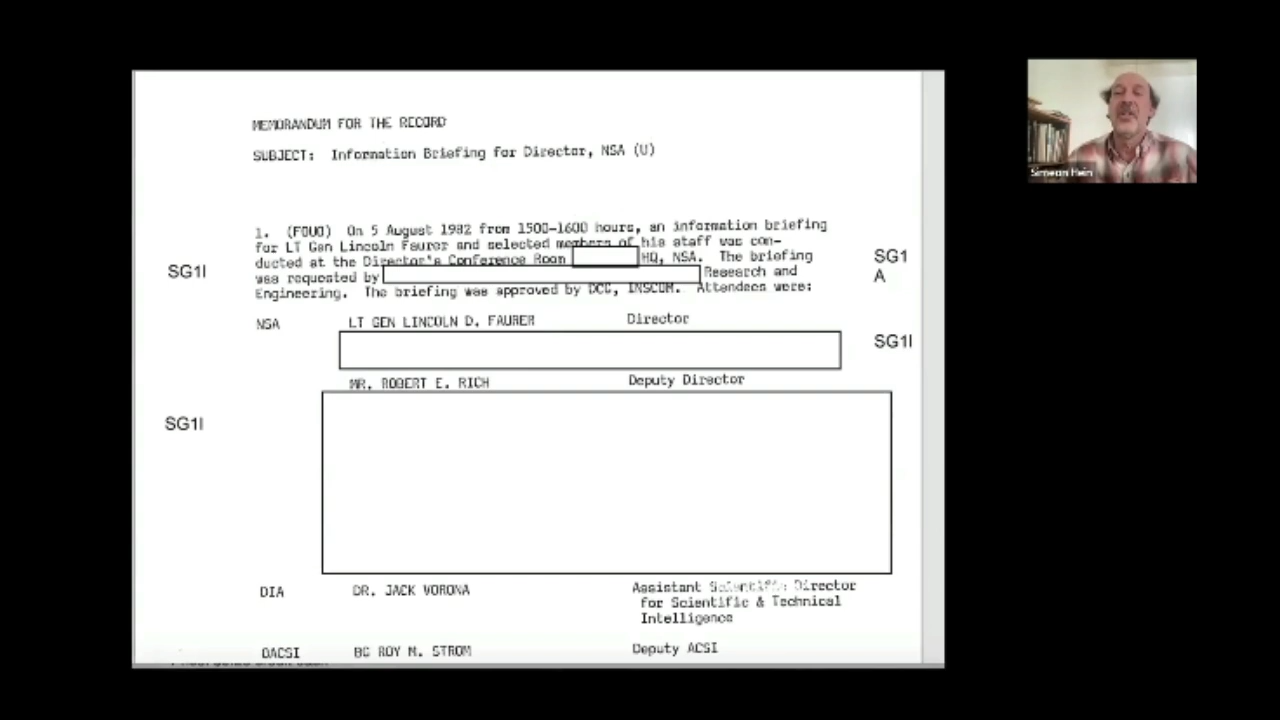 MEMORANDUM FOR THE RECORD
SUBJECT: Information Briefing for Director, NSA (U)
1. (FOUO) On 5 August 1982 from 1500-1600 hours, an information briefing
for LT Gen Lincoln Faurer and selected members of his staff was con-
ducted at the Director's Conference Room HQ, NSA. The briefing
was requested by Research and
Engineering. The briefing was approved by DCG, INSCOM. Attendees were:
SG1I
SG1
A
NSA LT GEN LINCOLN D. FAURER Director
SG1I
MR. ROBERT E. RICH Deputy Director
SG1I
DIA DR. JACK VORONA Assistant Scientific Director
for Scientific & Technical
Intelligence
OACSI BG ROY M. STROM Deputy ACSI
Simeon Hein